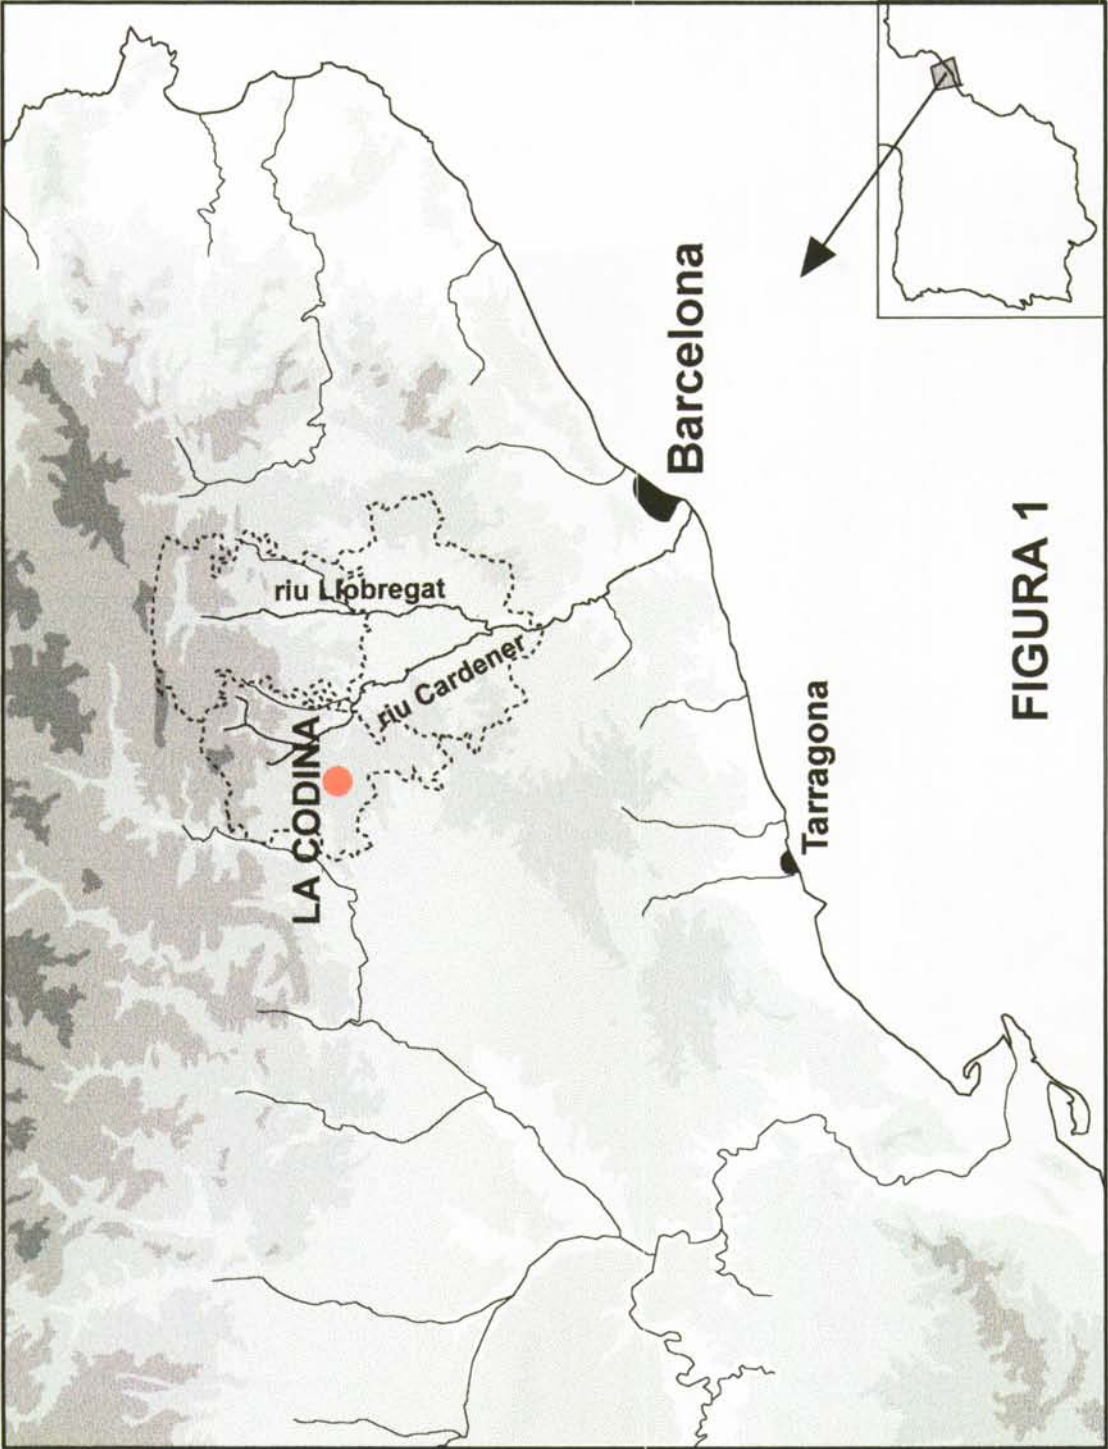 LA CODINA
riu Llobregat
riu Cardener
Barcelona
Tarragona
FIGURA 1